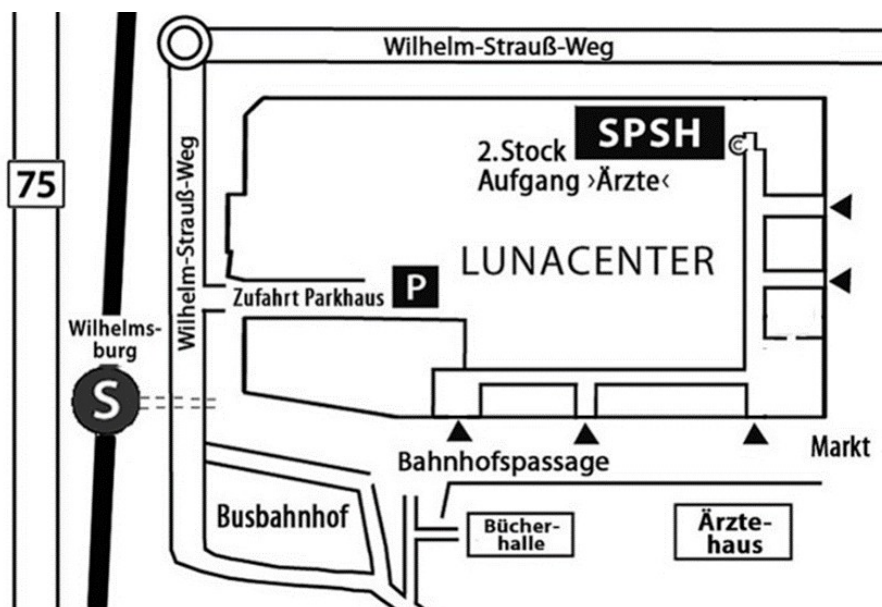 Wilhelm-Strauß-Weg
SPSH
2.Stock
Aufgang ›Ärzte‹
75
Wilhelm-Strauß-Weg
LUNACENTER
P
Zufahrt Parkhaus
Wilhelms-
burg
S
Markt
Bahnhofspassage
Busbahnhof
Bücher-
halle
Ärzte-
haus